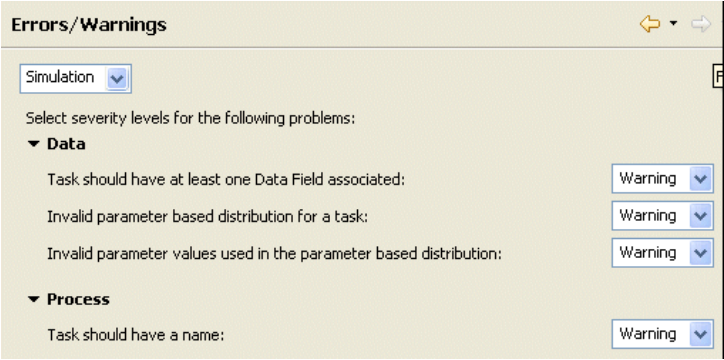 Errors/Warnings
Simulation
Select severity levels for the following problems:
Data
Task should have at least one Data Field associated: Warning
Invalid parameter based distribution for a task: Warning
Invalid parameter values used in the parameter based distribution: Warning
Process
Task should have a name: Warning